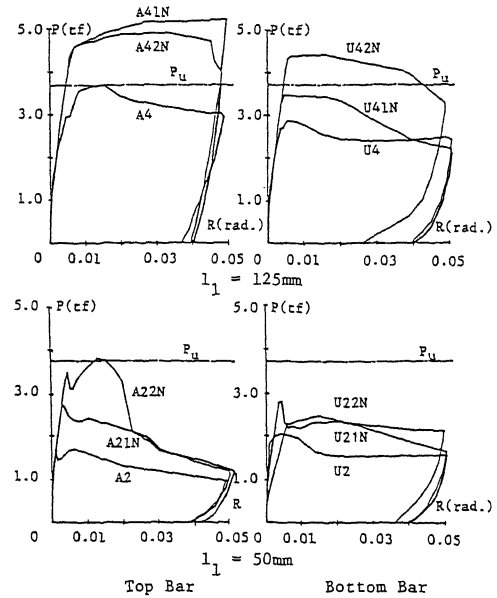 5.0 P(tf) A41N
A42N
Pu
3.0
A4
1.0
R(rad.)
0 0.01 0.03 0.05
5.0 P(tf)
U42N
Pu
3.0
U41N
U4
1.0
R(rad.)
0 0.01 0.03 0.05
l1 = 125mm
5.0 P(tf)
Pu
3.0
A22N
A21N
1.0
A2
R
0 0.01 0.03 0.05
5.0 P(tf)
Pu
3.0
U22N
U21N
1.0
U2
R(rad.)
0 0.01 0.03 0.05
l1 = 50mm
Top Bar Bottom Bar